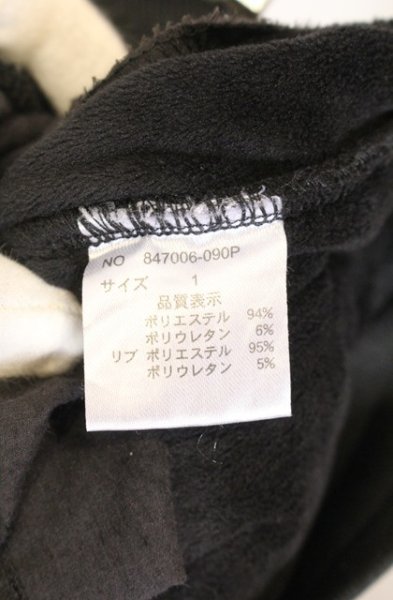 NO 847006-090P
サイズ 1
品質表示
ポリエステル 94%
ポリウレタン 6%
リブ ポリエステル 95%
ポリウレタン 5%